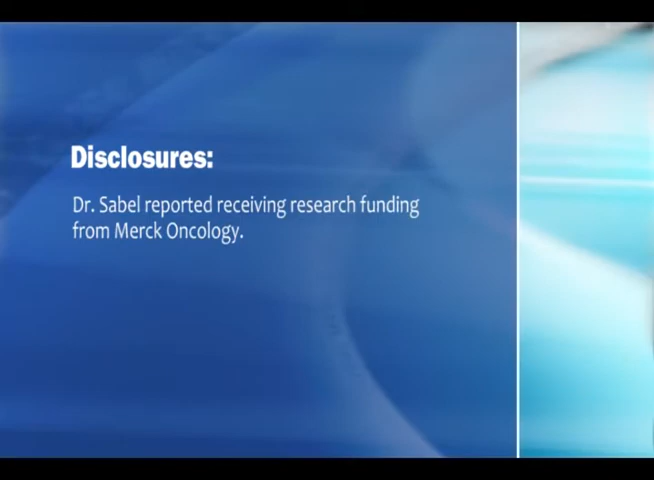 Disclosures:
Dr. Sabel reported receiving research funding
from Merck Oncology.